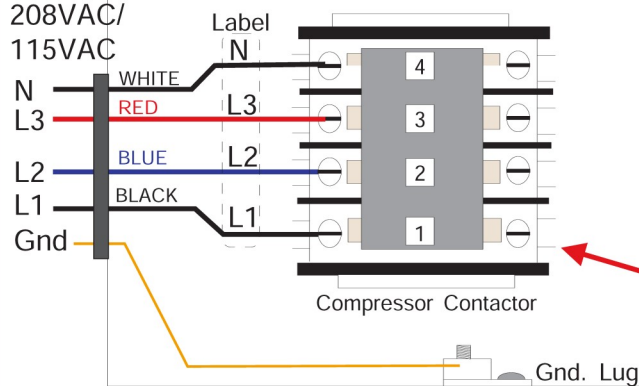 208VAC/
115VAC
Label
N WHITE N 4
L3 RED L3 3
L2 BLUE L2 2
L1 BLACK L1 1
Gnd
Compressor Contactor
Gnd. Lug